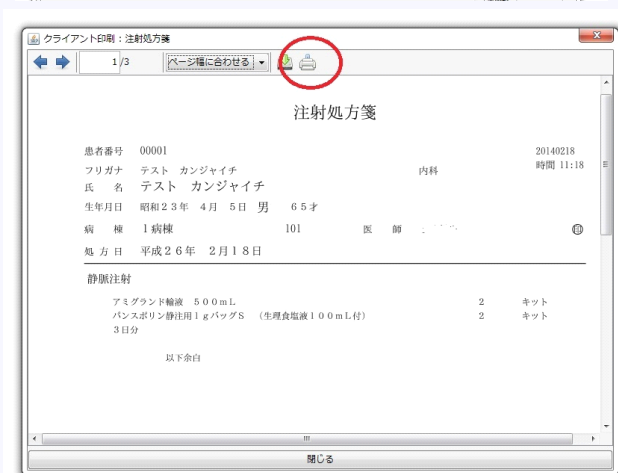 クライアント印刷：注射処方箋
1 /3 ページ幅に合わせる
注射処方箋
患者番号 00001 20140218
フリガナ テスト カンジャイチ 内科 時間 11:18
氏 名 テスト カンジャイチ
生年月日 昭和２３年 ４月 ５日 男 ６５才
病 棟 １病棟 101 医 師 ㊞
処方日 平成２６年 ２月１８日
静脈注射
アミグランド輸液 ５００ｍＬ 2 キット
パンスポリン静注用１ｇバッグＳ （生理食塩液１００ｍＬ付） 2 キット
３日分
以下余白
閉じる